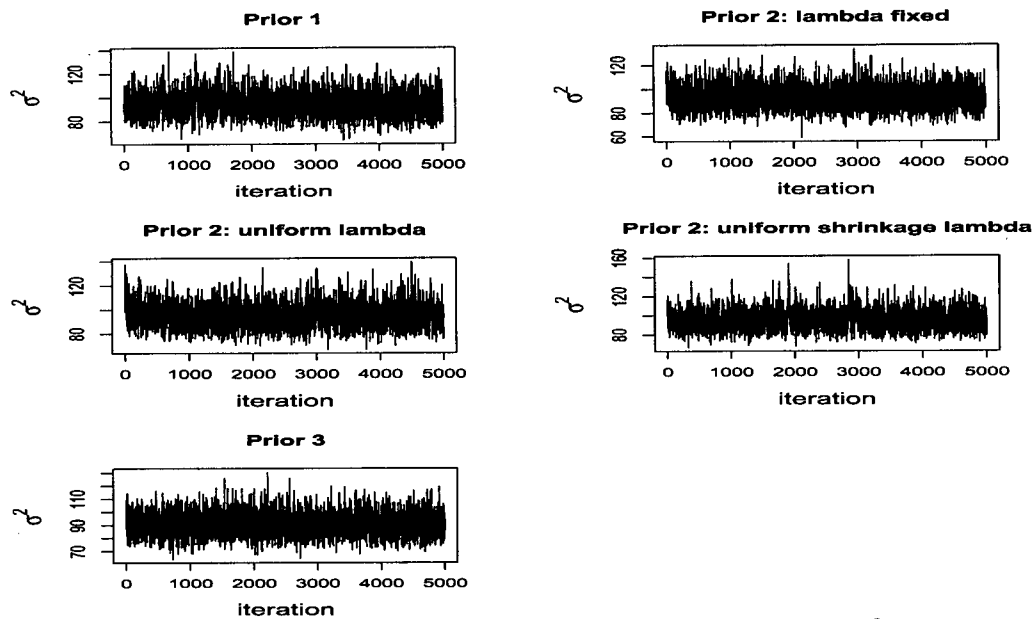 Prior 1
σ²
120
80
0 1000 2000 3000 4000 5000
iteration
Prior 2: lambda fixed
σ²
120
80
60
0 1000 2000 3000 4000 5000
iteration
Prior 2: uniform lambda
σ²
120
80
0 1000 2000 3000 4000 5000
iteration
Prior 2: uniform shrinkage lambda
σ²
160
120
80
0 1000 2000 3000 4000 5000
iteration
Prior 3
σ²
110
90
70
0 1000 2000 3000 4000 5000
iteration